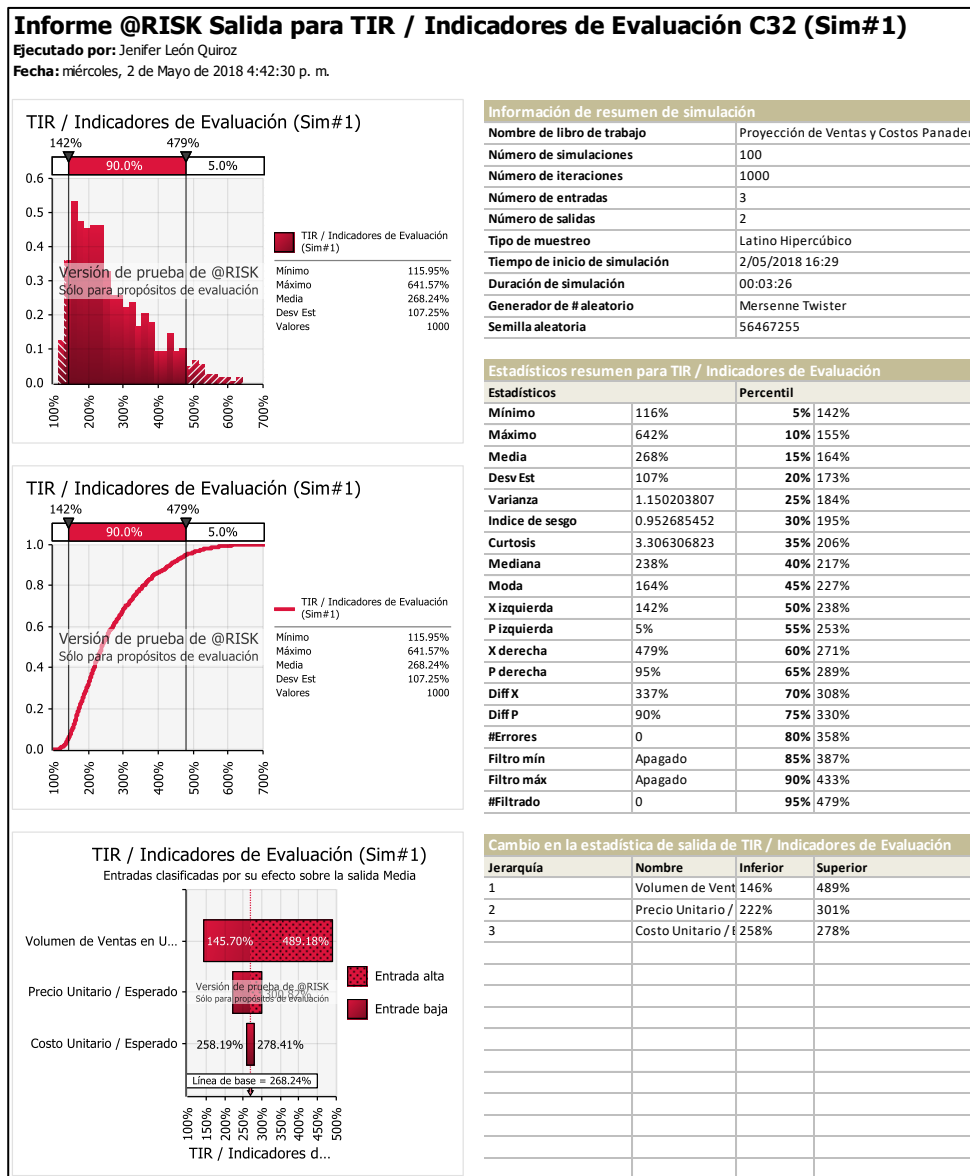 Informe @RISK Salida para TIR / Indicadores de Evaluación C32 (Sim#1)
Ejecutado por: Jenifer León Quiroz
Fecha: miércoles, 2 de Mayo de 2018 4:42:30 p. m.
TIR / Indicadores de Evaluación (Sim#1)
142% 479%
90.0% 5.0%
0.6
0.5
0.4
0.3
0.2
0.1
0.0
100% 200% 300% 400% 500% 600% 700%
Versión de prueba de @RISK
Sólo para propósitos de evaluación
TIR / Indicadores de Evaluación
(Sim#1)
Mínimo 115.95%
Máximo 641.57%
Media 268.24%
Desv Est 107.25%
Valores 1000
TIR / Indicadores de Evaluación (Sim#1)
142% 479%
90.0% 5.0%
1.0
0.8
0.6
0.4
0.2
0.0
100% 200% 300% 400% 500% 600% 700%
Versión de prueba de @RISK
Sólo para propósitos de evaluación
TIR / Indicadores de Evaluación
(Sim#1)
Mínimo 115.95%
Máximo 641.57%
Media 268.24%
Desv Est 107.25%
Valores 1000
TIR / Indicadores de Evaluación (Sim#1)
Entradas clasificadas por su efecto sobre la salida Media
Volumen de Ventas en U... 145.70% 489.18%
Precio Unitario / Esperado
Versión de prueba de @RISK
Sólo para propósitos de evaluación
Costo Unitario / Esperado 258.19% 278.41%
Línea de base = 268.24%
100% 150% 200% 250% 300% 350% 400% 450% 500%
TIR / Indicadores d...
Entrada alta
Entrade baja
Información de resumen de simulación
Nombre de libro de trabajo Proyección de Ventas y Costos Panader
Número de simulaciones 100
Número de iteraciones 1000
Número de entradas 3
Número de salidas 2
Tipo de muestreo Latino Hipercúbico
Tiempo de inicio de simulación 2/05/2018 16:29
Duración de simulación 00:03:26
Generador de # aleatorio Mersenne Twister
Semilla aleatoria 56467255
Estadísticos resumen para TIR / Indicadores de Evaluación
Estadísticos Percentil
Mínimo 116% 5% 142%
Máximo 642% 10% 155%
Media 268% 15% 164%
Desv Est 107% 20% 173%
Varianza 1.150203807 25% 184%
Indice de sesgo 0.952685452 30% 195%
Curtosis 3.306306823 35% 206%
Mediana 238% 40% 217%
Moda 164% 45% 227%
X izquierda 142% 50% 238%
P izquierda 5% 55% 253%
X derecha 479% 60% 271%
P derecha 95% 65% 289%
Diff X 337% 70% 308%
Diff P 90% 75% 330%
#Errores 0 80% 358%
Filtro mín Apagado 85% 387%
Filtro máx Apagado 90% 433%
#Filtrado 0 95% 479%
Cambio en la estadística de salida de TIR / Indicadores de Evaluación
Jerarquía Nombre Inferior Superior
1 Volumen de Vent 146% 489%
2 Precio Unitario / 222% 301%
3 Costo Unitario / 258% 278%